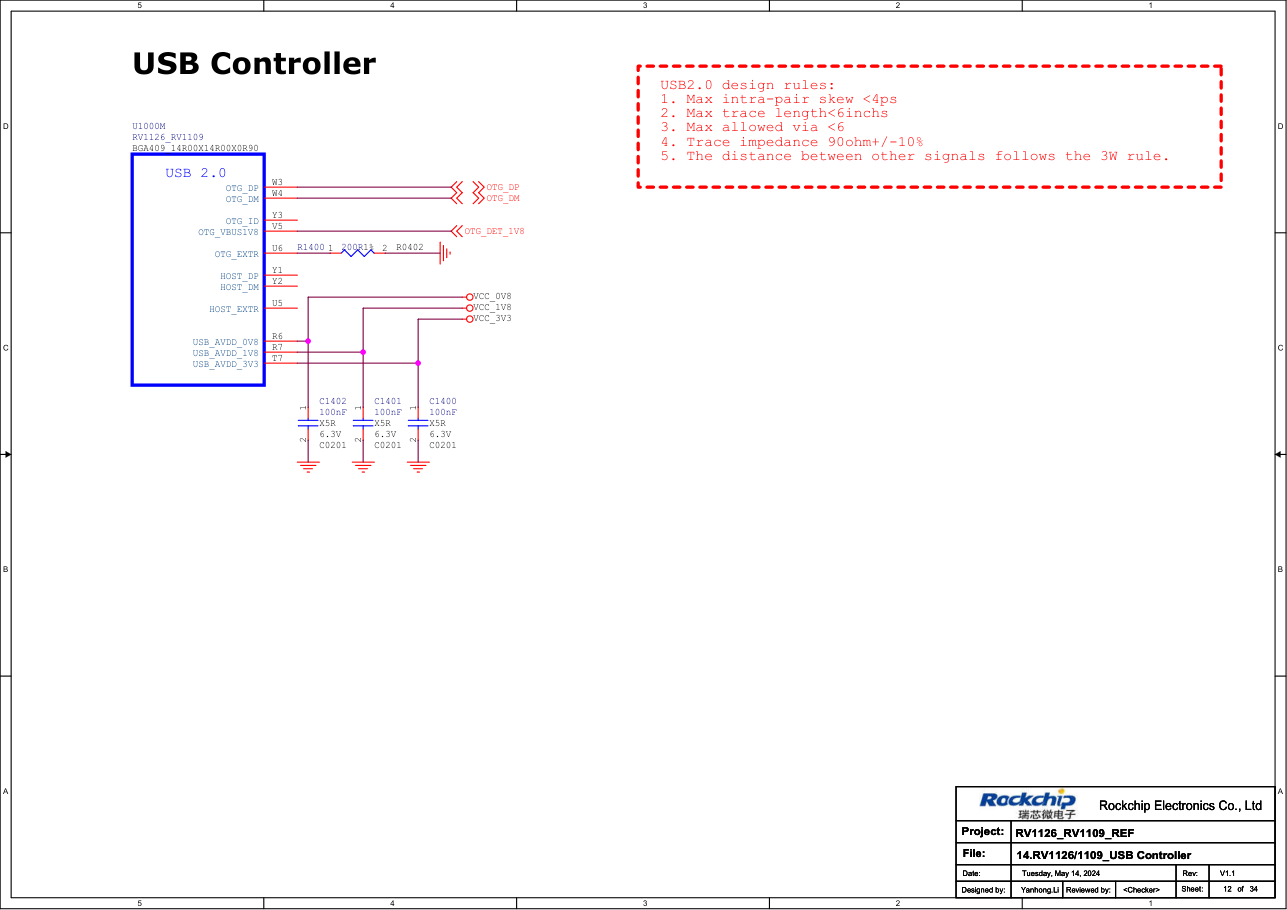 5 4 3 2 1
USB Controller
USB2.0 design rules:
1. Max intra-pair skew <4ps
2. Max trace length<6inchs
3. Max allowed via <6
4. Trace impedance 90ohm+/-10%
5. The distance between other signals follows the 3W rule.
D D
U1000M
RV1126_RV1109
BGA409_14R00X14R00X0R90
USB 2.0
OTG_DP W3 OTG_DP
OTG_DM W4 OTG_DM
OTG_ID Y3
OTG_VBUS1V8 V5 OTG_DET_1V8
OTG_EXTR U6 R1400 1 200R1% 2 R0402
HOST_DP Y1
HOST_DM Y2
HOST_EXTR U5
VCC_0V8
VCC_1V8
VCC_3V3
USB_AVDD_0V8 R6
USB_AVDD_1V8 R7
USB_AVDD_3V3 T7
C C
1 C1402 1 C1401 1 C1400
100nF 100nF 100nF
X5R X5R X5R
2 6.3V 2 6.3V 2 6.3V
C0201 C0201 C0201
B B
A A
Rockchip
瑞芯微电子
Rockchip Electronics Co., Ltd
Project: RV1126_RV1109_REF
File: 14.RV1126/1109_USB Controller
Date: Tuesday, May 14, 2024 Rev: V1.1
Designed by: Yanhong.Li Reviewed by: <Checker> Sheet: 12 of 34
5 4 3 2 1